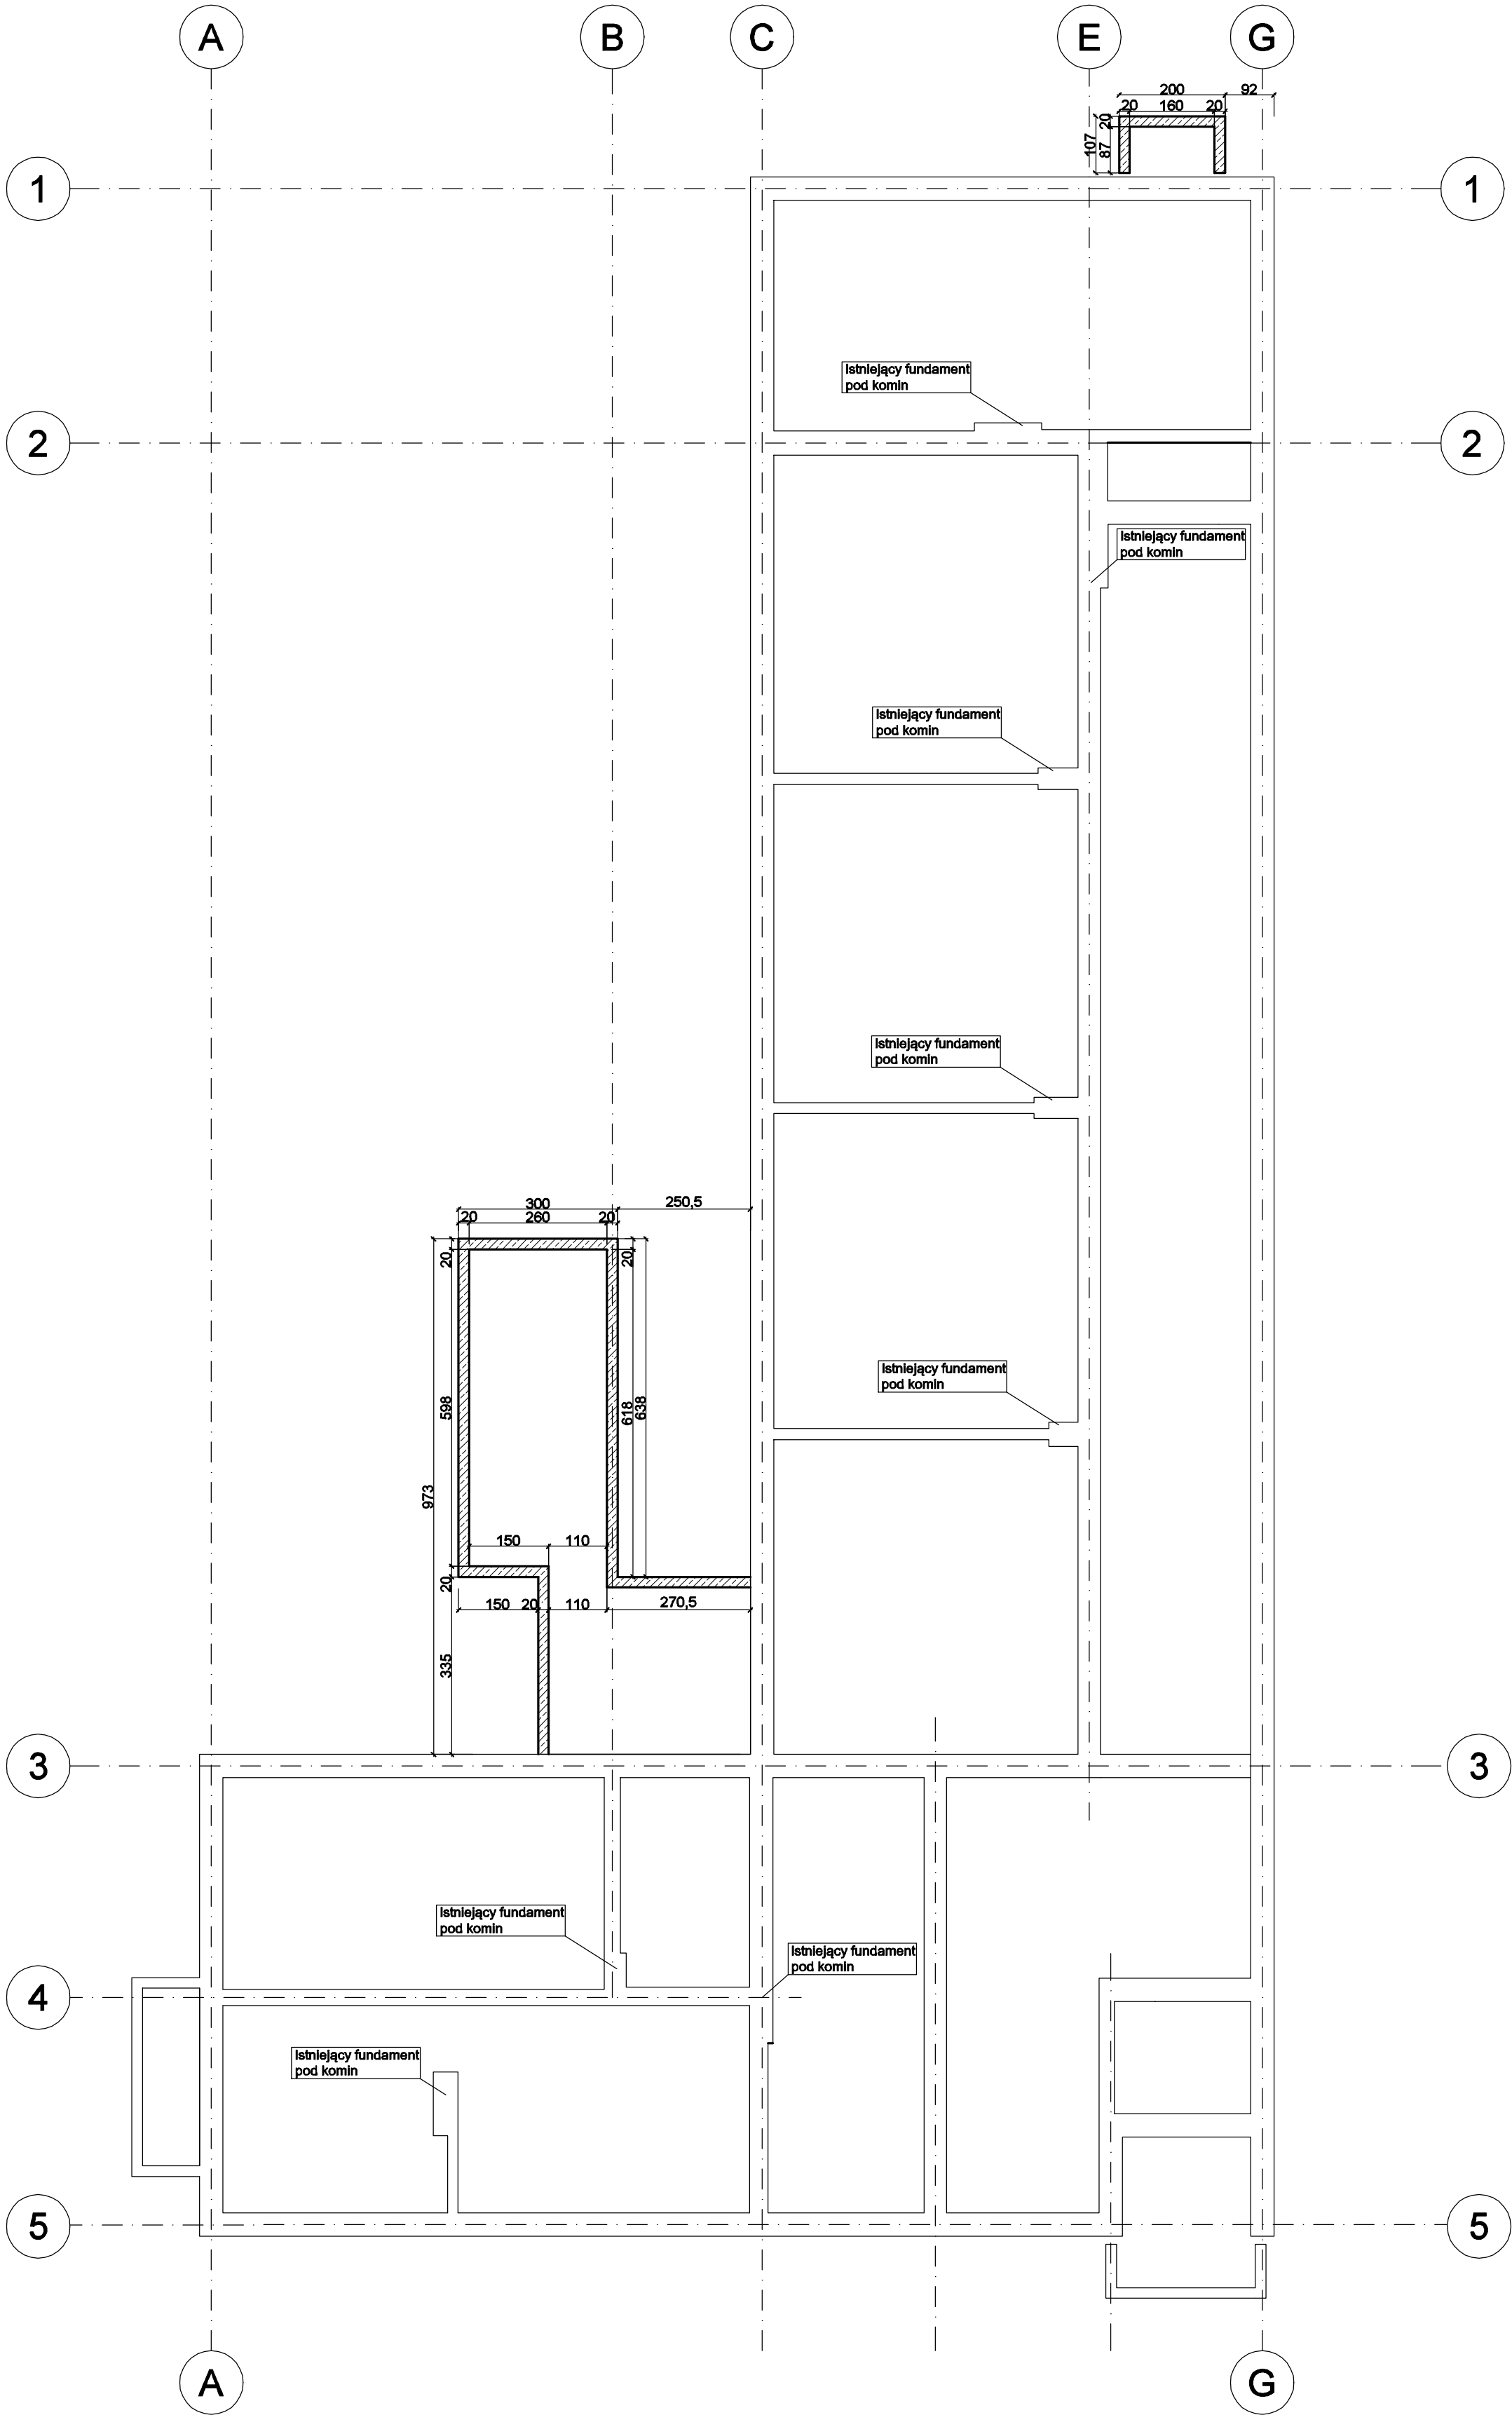 A B C E G
200 92
20 160 20
20
107
87
1 1
Istniejący fundament
pod komin
2 2
Istniejący fundament
pod komin
Istniejący fundament
pod komin
Istniejący fundament
pod komin
300 250,5
20 260 20
20 20
Istniejący fundament
pod komin
598 618 638
973
150 110
20
150 20 110 270,5
335
3 3
Istniejący fundament
pod komin
Istniejący fundament
pod komin
4
Istniejący fundament
pod komin
5 5
A G